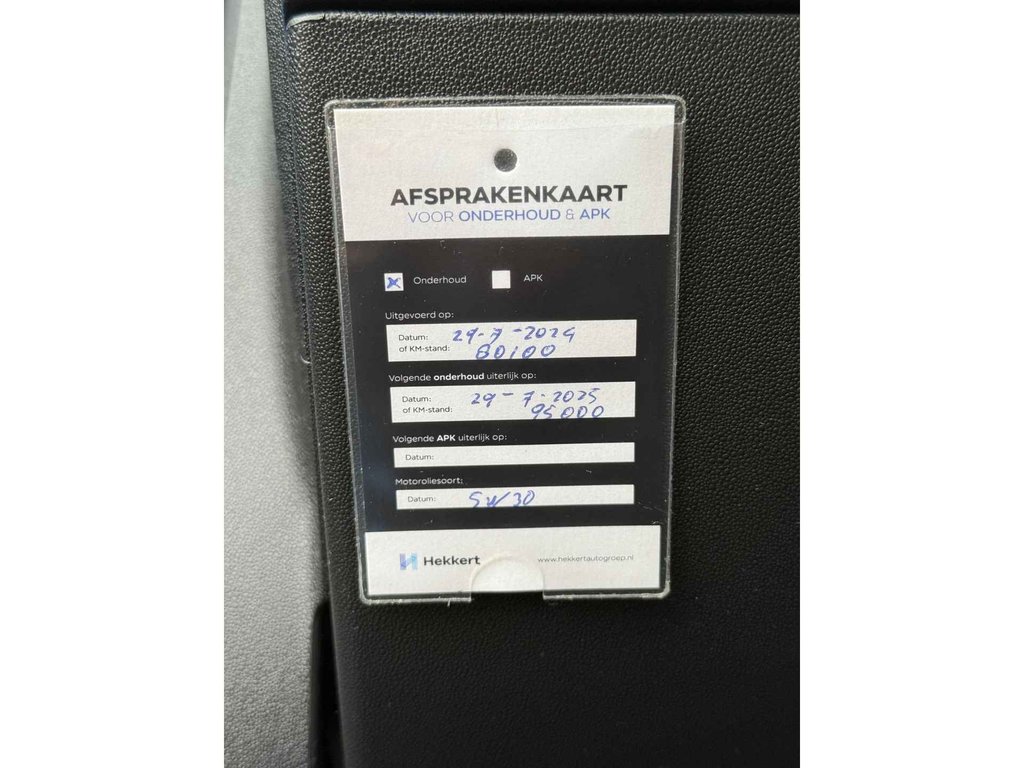 AFSPRAKENKAART
VOOR ONDERHOUD & APK
Onderhoud APK
Uitgevoerd op:
Datum: 29-7-2024
of KM-stand: 80100
Volgende onderhoud uiterlijk op:
Datum: 29-7-2025
of KM-stand: 95000
Volgende APK uiterlijk op:
Datum:
Motoroliesoort:
Datum: 5W30
Hekkert www.hekkertautogroep.nl